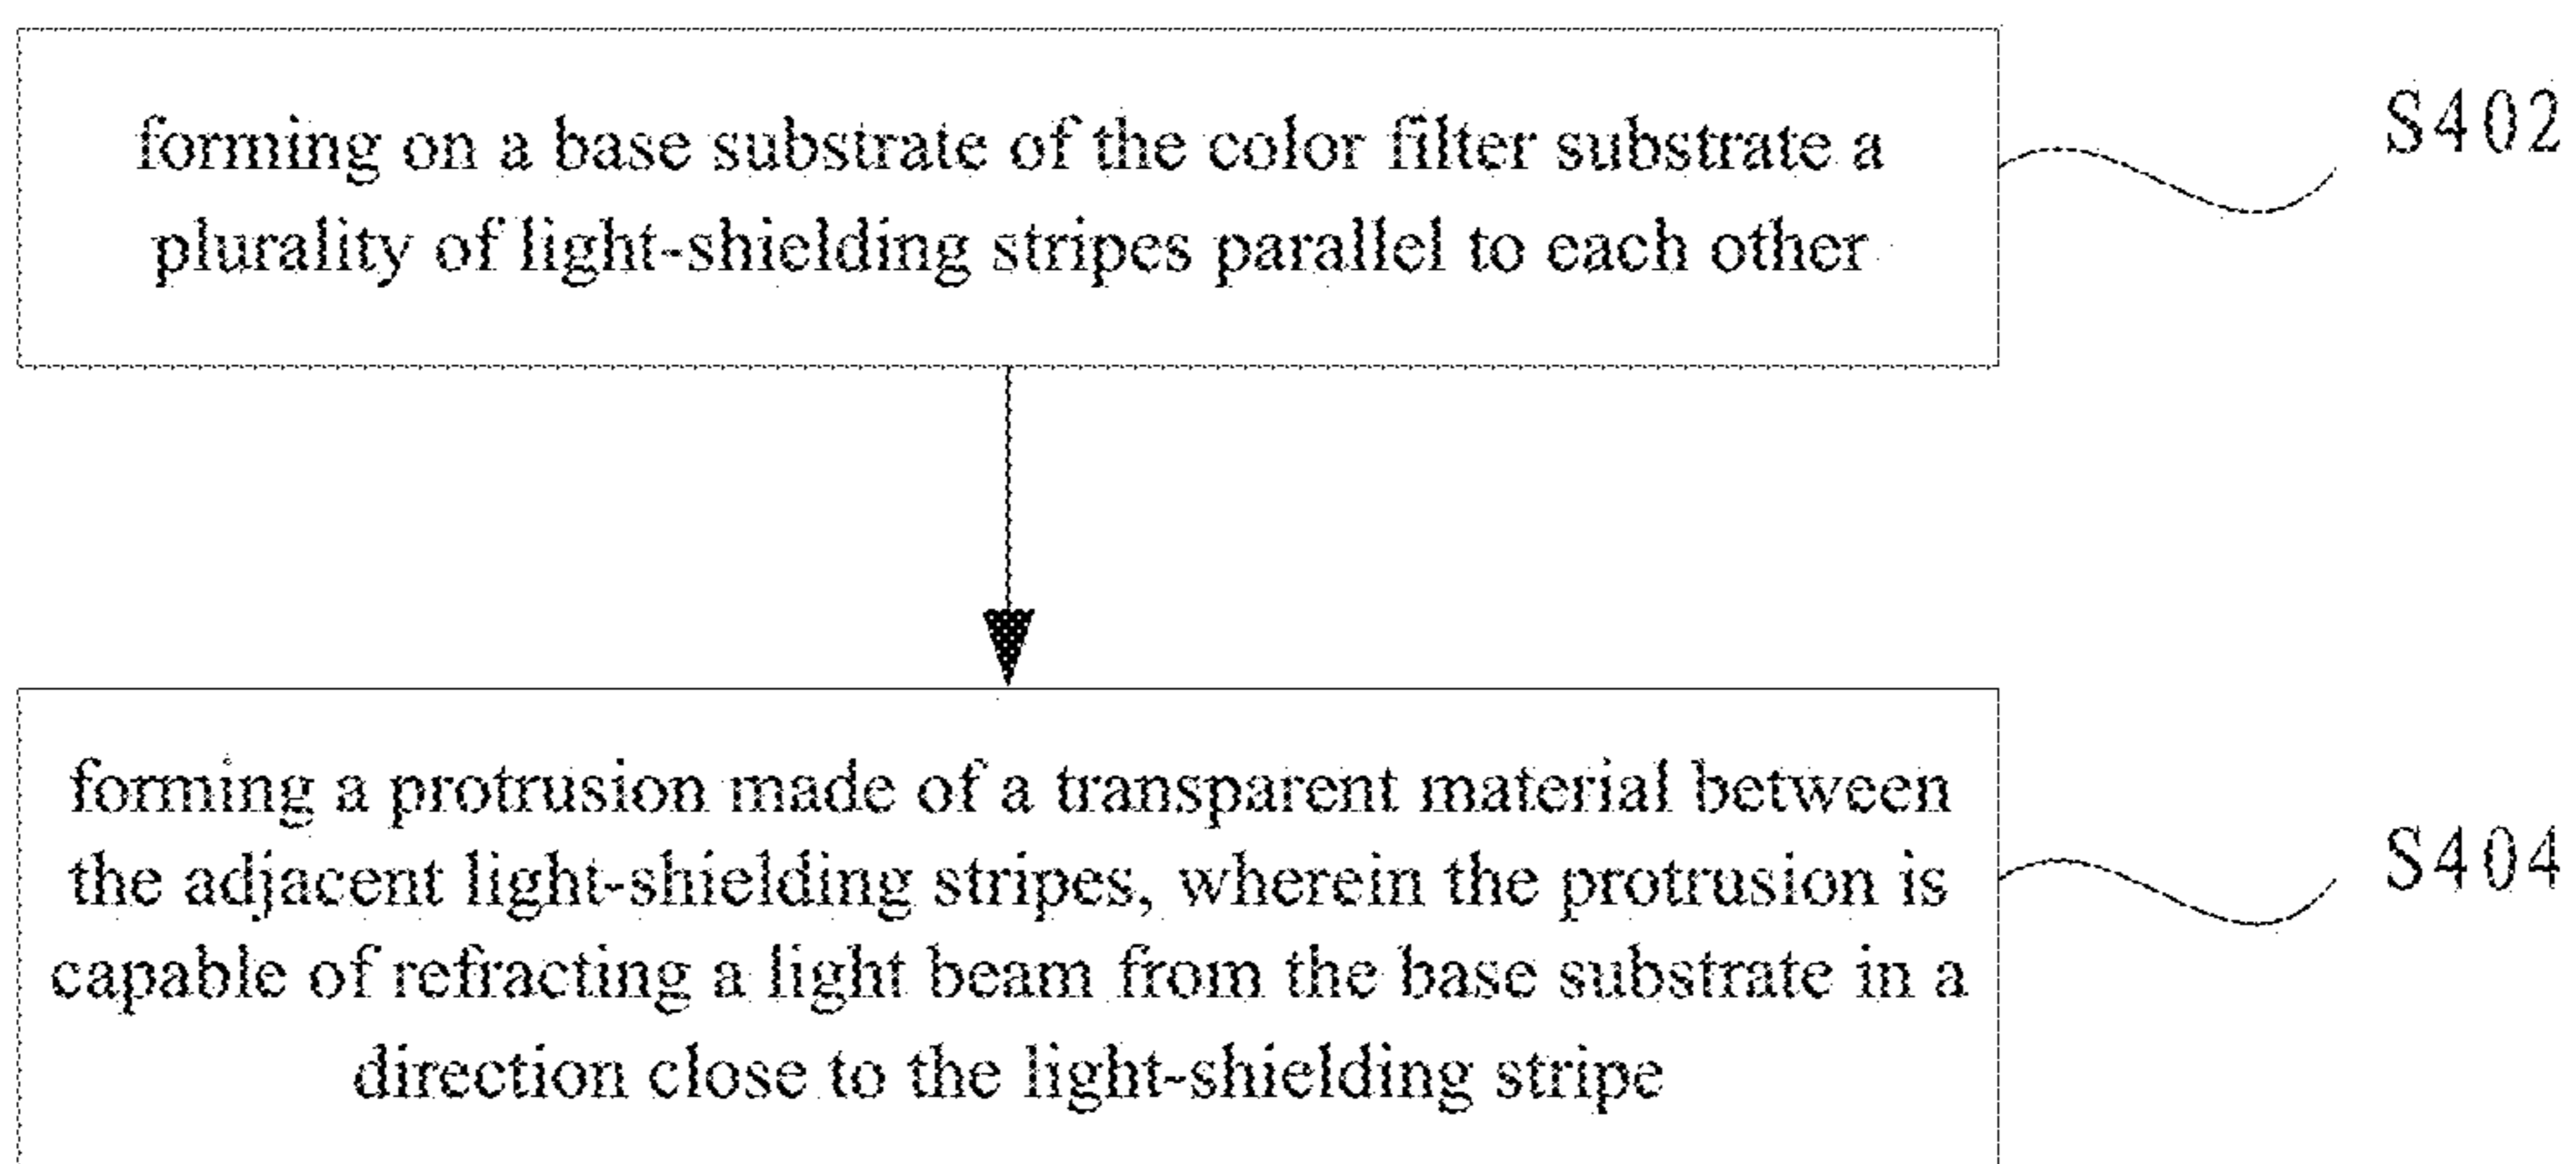 forming on a base substrate of the color filter substrate a
plurality of light-shielding stripes parallel to each other
S402
forming a protrusion made of a transparent material between
the adjacent light-shielding stripes, wherein the protrusion is
capable of refracting a light beam from the base substrate in a
direction close to the light-shielding stripe
S404